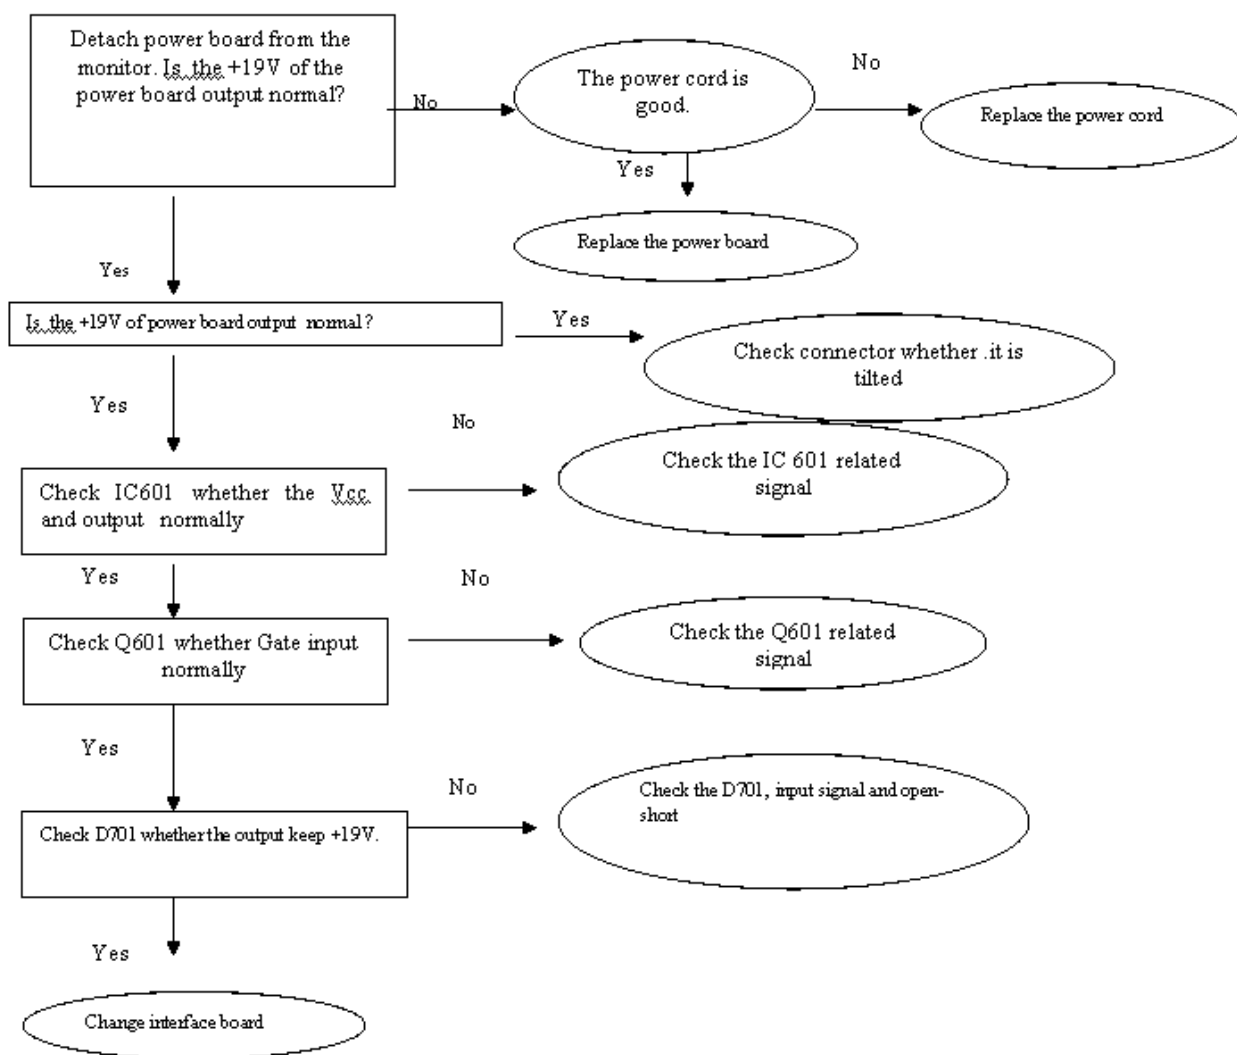 Detach power board from the
monitor. Is the +19V of the
power board output normal?
No
The power cord is
good.
No
Replace the power cord
Yes
Replace the power board
Yes
Is the +19V of power board output normal?
Yes
Check connector whether .it is
tilted
Yes
No
Check IC601 whether the Vcc
and output normally
Check the IC 601 related
signal
Yes
No
Check Q601 whether Gate input
normally
Check the Q601 related
signal
Yes
No
Check D701 whether the output keep +19V.
Check the D701, input signal and open-
short
Yes
Change interface board